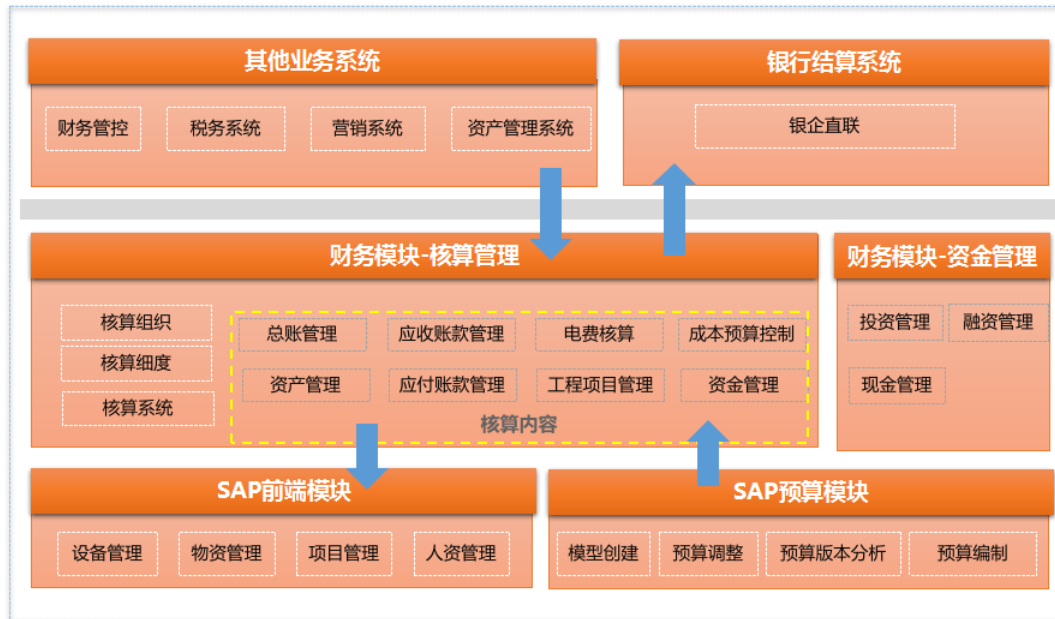 其他业务系统
银行结算系统
财务管控 税务系统 营销系统 资产管理系统
银企直联
财务模块-核算管理
财务模块-资金管理
核算组织
核算细度
核算系统
总账管理 应收账款管理 电费核算 成本预算控制
资产管理 应付账款管理 工程项目管理 资金管理
核算内容
投资管理 融资管理
现金管理
SAP前端模块
SAP预算模块
设备管理 物资管理 项目管理 人资管理
模型创建 预算调整 预算版本分析 预算编制